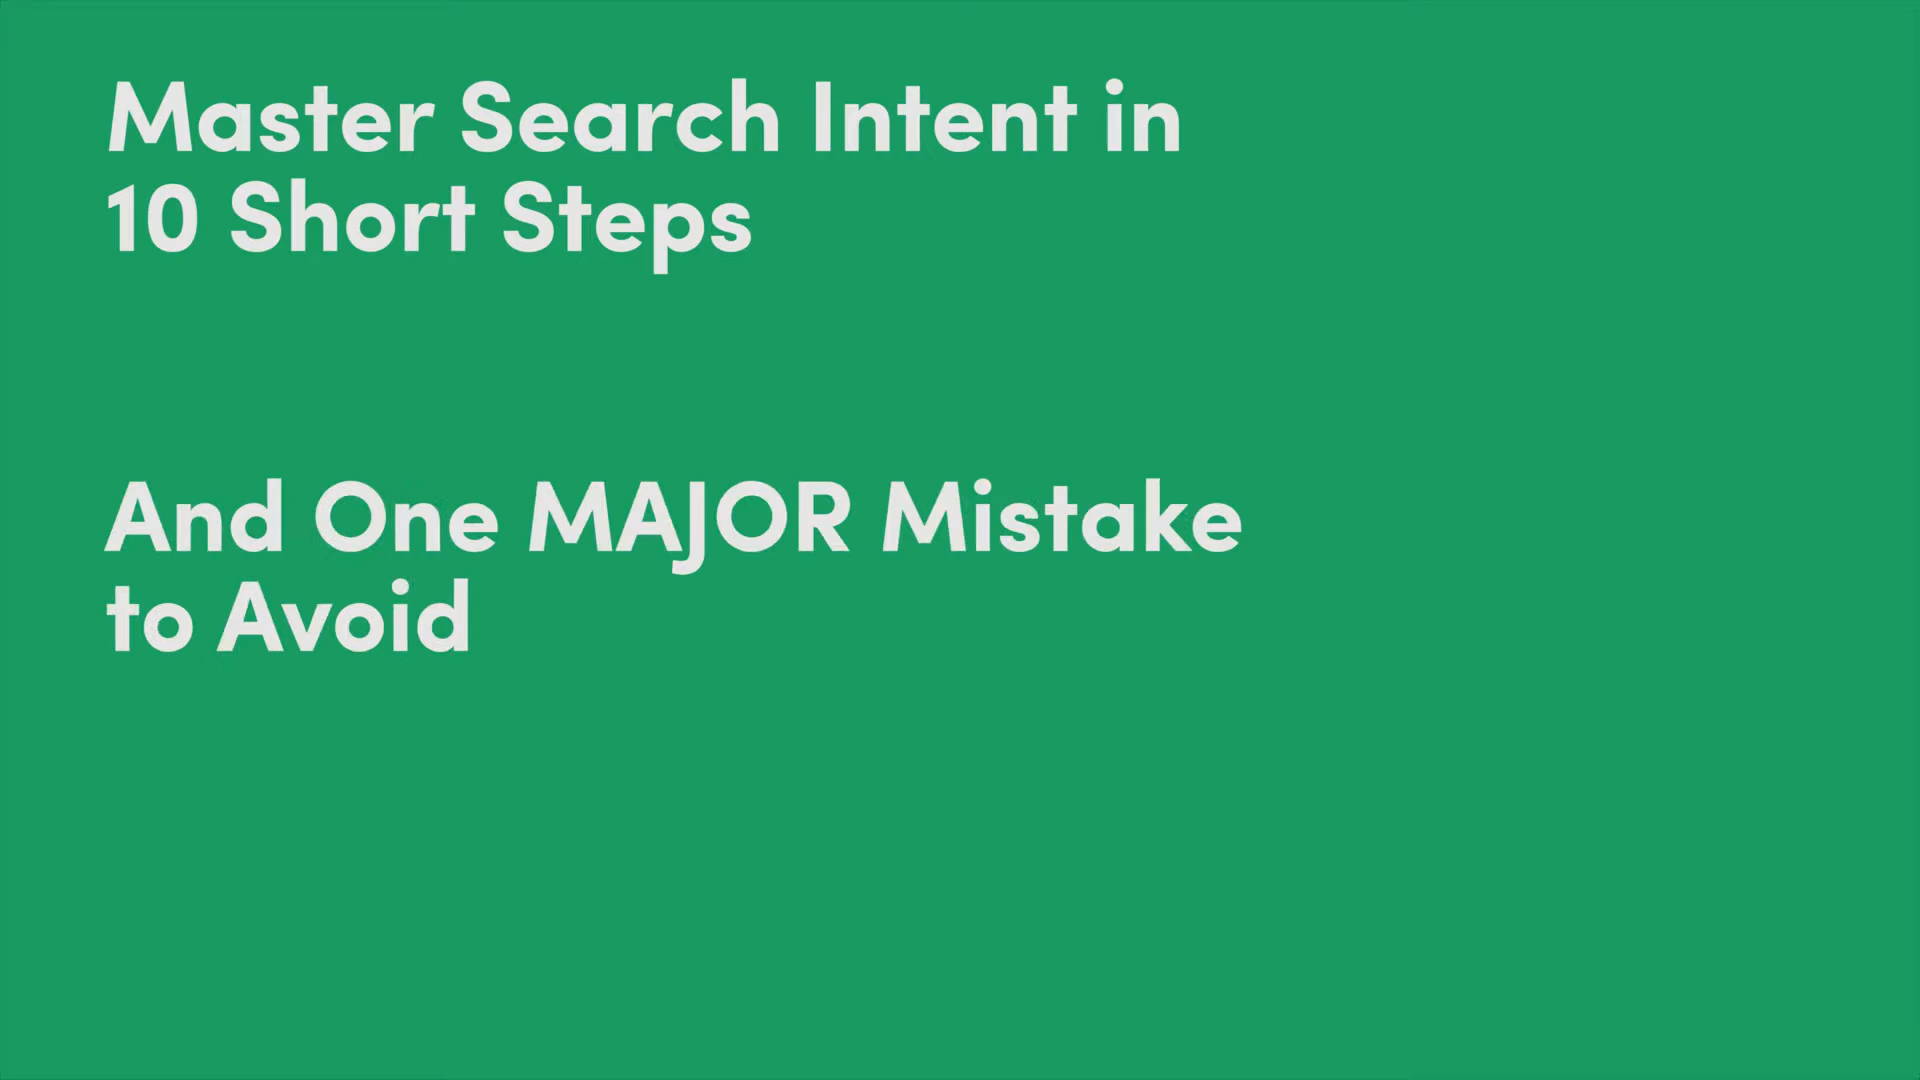 Master Search Intent in
10 Short Steps
And One MAJOR Mistake
to Avoid